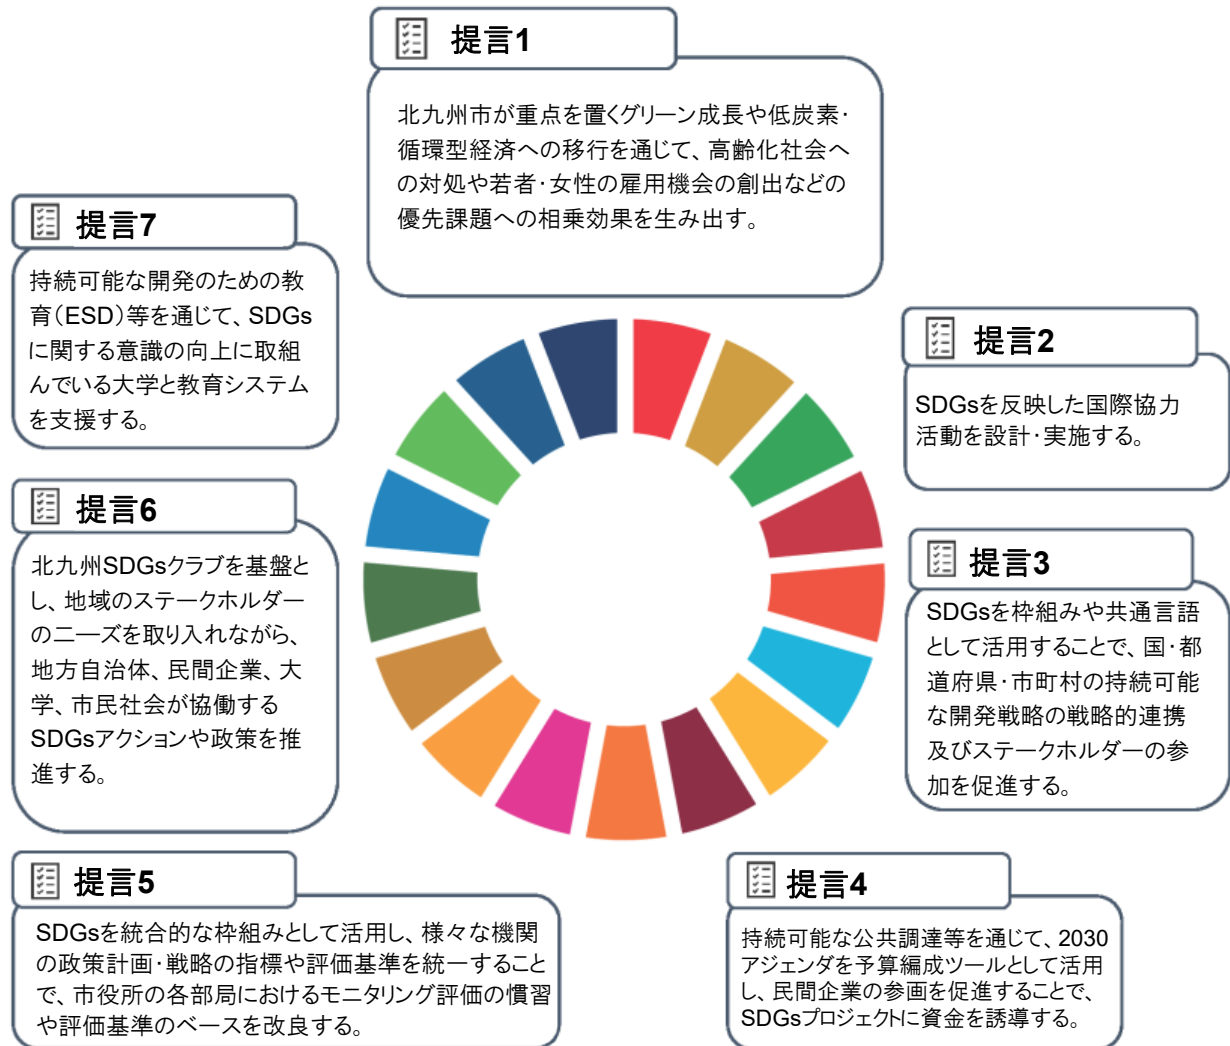 提言1
北九州市が重点を置くグリーン成長や低炭素・
循環型経済への移行を通じて、高齢化社会へ
の対処や若者・女性の雇用機会の創出などの
優先課題への相乗効果を生み出す。
提言2
SDGsを反映した国際協力
活動を設計・実施する。
提言3
SDGsを枠組みや共通言語
として活用することで、国・都
道府県・市町村の持続可能
な開発戦略の戦略的連携
及びステークホルダーの参
加を促進する。
提言4
持続可能な公共調達等を通じて、2030
アジェンダを予算編成ツールとして活用
し、民間企業の参画を促進することで、
SDGsプロジェクトに資金を誘導する。
提言5
SDGsを統合的な枠組みとして活用し、様々な機関
の政策計画・戦略の指標や評価基準を統一すること
で、市役所の各部局におけるモニタリング評価の慣習
や評価基準のベースを改良する。
提言6
北九州SDGsクラブを基盤と
し、地域のステークホルダー
の二―ズを取り入れながら、
地方自治体、民間企業、大
学、市民社会が協働する
SDGsアクションや政策を推
進する。
提言7
持続可能な開発のための教
育（ESD）等を通じて、SDGs
に関する意識の向上に取組
んでいる大学と教育システム
を支援する。